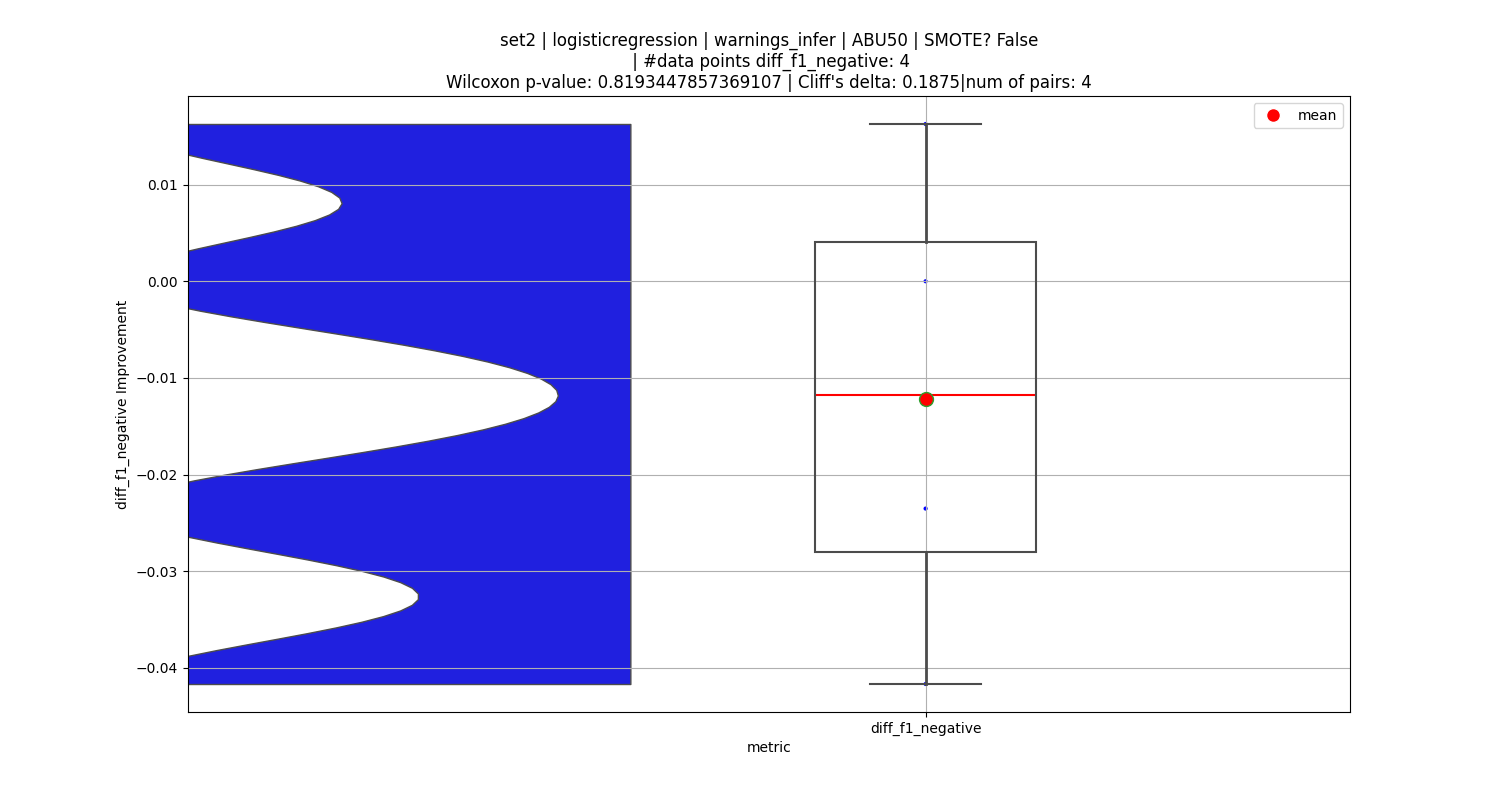 set2 | logisticregression | warnings_infer | ABU50 | SMOTE? False
| #data points diff_f1_negative: 4
Wilcoxon p-value: 0.8193447857369107 | Cliff's delta: 0.1875|num of pairs: 4
mean
0.01
0.00
−0.01
−0.02
−0.03
−0.04
diff_f1_negative Improvement
diff_f1_negative
metric